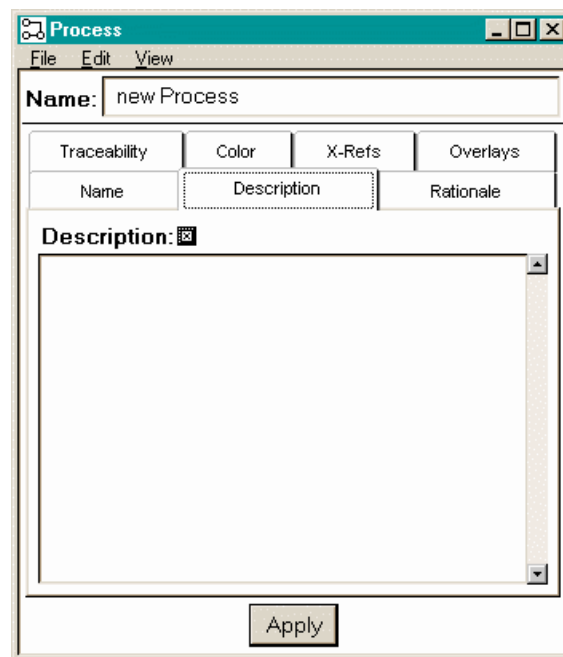 Process
File Edit View
Name: new Process
Traceability Color X-Refs Overlays
Name Description Rationale
Description:
Apply